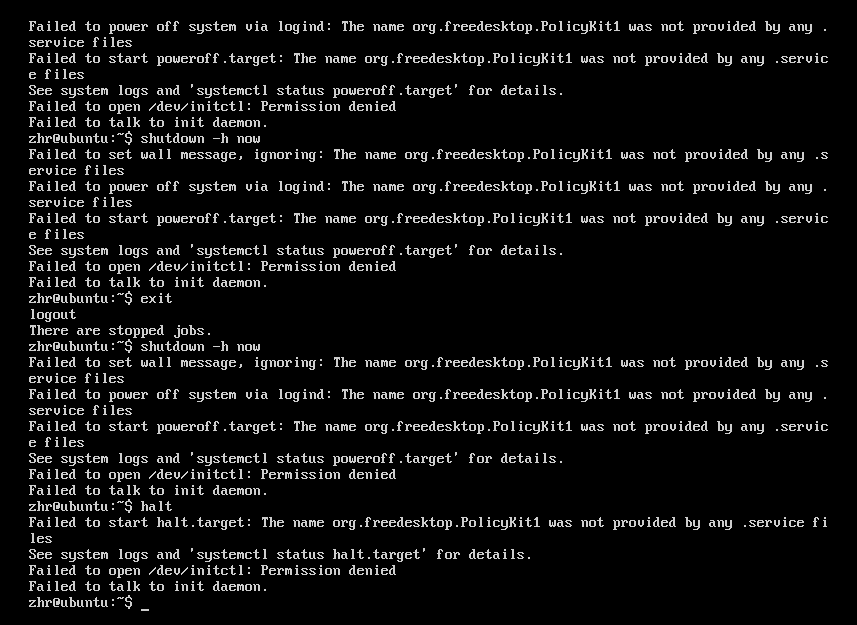 Failed to power off system via logind: The name org.freedesktop.PolicyKit1 was not provided by any .
service files
Failed to start poweroff.target: The name org.freedesktop.PolicyKit1 was not provided by any .servic
e files
See system logs and 'systemctl status poweroff.target' for details.
Failed to open /dev/initctl: Permission denied
Failed to talk to init daemon.
zhr@ubuntu:~$ shutdown -h now
Failed to set wall message, ignoring: The name org.freedesktop.PolicyKit1 was not provided by any .s
ervice files
Failed to power off system via logind: The name org.freedesktop.PolicyKit1 was not provided by any .
service files
Failed to start poweroff.target: The name org.freedesktop.PolicyKit1 was not provided by any .servic
e files
See system logs and 'systemctl status poweroff.target' for details.
Failed to open /dev/initctl: Permission denied
Failed to talk to init daemon.
zhr@ubuntu:~$ exit
logout
There are stopped jobs.
zhr@ubuntu:~$ shutdown -h now
Failed to set wall message, ignoring: The name org.freedesktop.PolicyKit1 was not provided by any .s
ervice files
Failed to power off system via logind: The name org.freedesktop.PolicyKit1 was not provided by any .
service files
Failed to start poweroff.target: The name org.freedesktop.PolicyKit1 was not provided by any .servic
e files
See system logs and 'systemctl status poweroff.target' for details.
Failed to open /dev/initctl: Permission denied
Failed to talk to init daemon.
zhr@ubuntu:~$ halt
Failed to start halt.target: The name org.freedesktop.PolicyKit1 was not provided by any .service fi
les
See system logs and 'systemctl status halt.target' for details.
Failed to open /dev/initctl: Permission denied
Failed to talk to init daemon.
zhr@ubuntu:~$ _